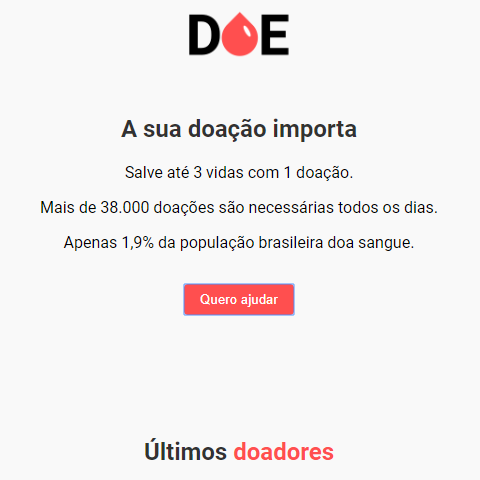 DOE
A sua doação importa
Salve até 3 vidas com 1 doação.
Mais de 38.000 doações são necessárias todos os dias.
Apenas 1,9% da população brasileira doa sangue.
Quero ajudar
Últimos doadores